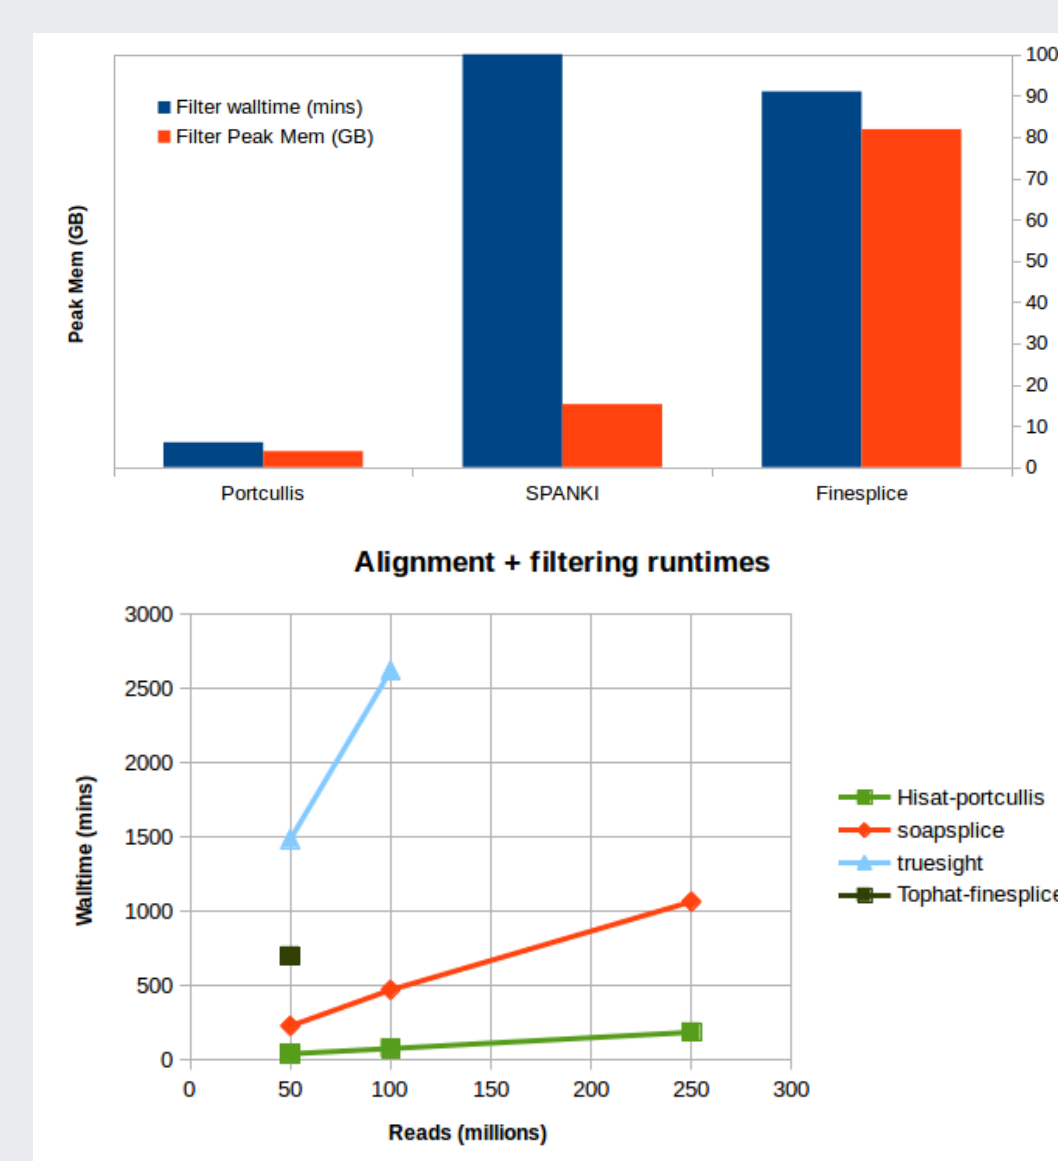 100
90
80
70
60
50
40
30
20
10
0
Filter walltime (mins)
Filter Peak Mem (GB)
Peak Mem (GB)
Portcullis SPANKI Finesplice
Alignment + filtering runtimes
3000
2500
2000
1500
1000
500
0
Walltime (mins)
0 50 100 150 200 250 300
Reads (millions)
Hisat-portcullis
soapsplice
truesight
Tophat-finesplice